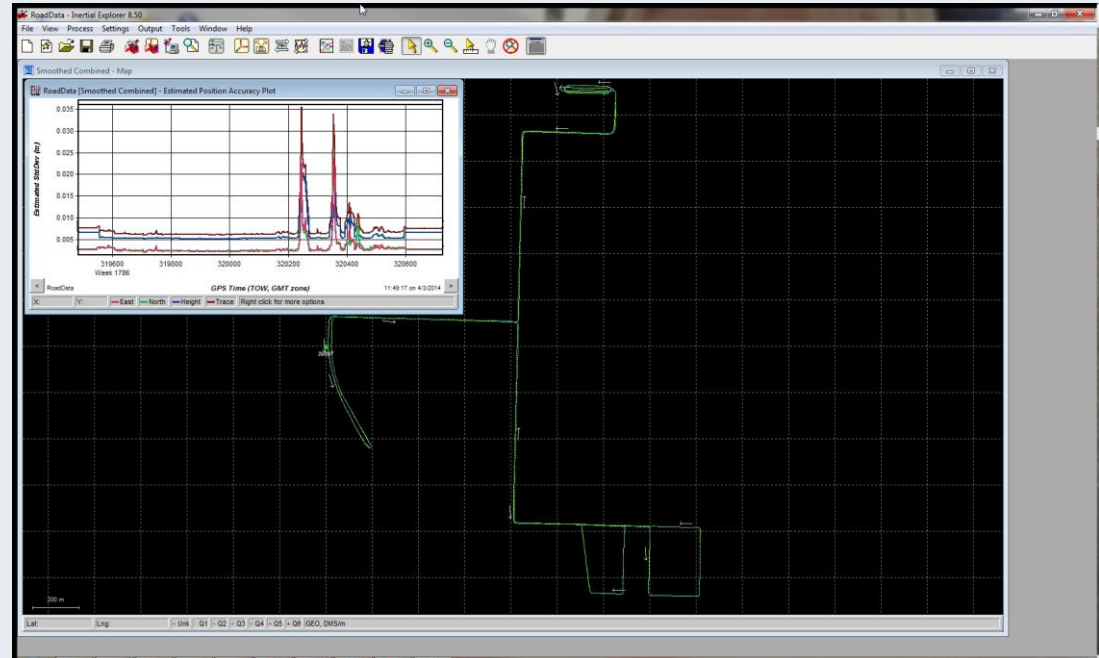 RoadData - Inertial Explorer 8.50
File View Process Settings Output Tools Window Help
Smoothed Combined - Map
RoadData [Smoothed Combined] - Estimated Position Accuracy Plot
Estimated StdDev (m)
0.035
0.030
0.025
0.020
0.015
0.010
0.005
319600 319800 320000 320200 320400 320600
Week 1786
RoadData GPS Time (TOW, GMT zone) 11:49:17 on 4/3/2014
X: Y: East North Height Trace Right click for more options
200 m
Lat: Lng: Unk Q1 Q2 Q3 Q4 Q5 Q6 GEO, DMS/m